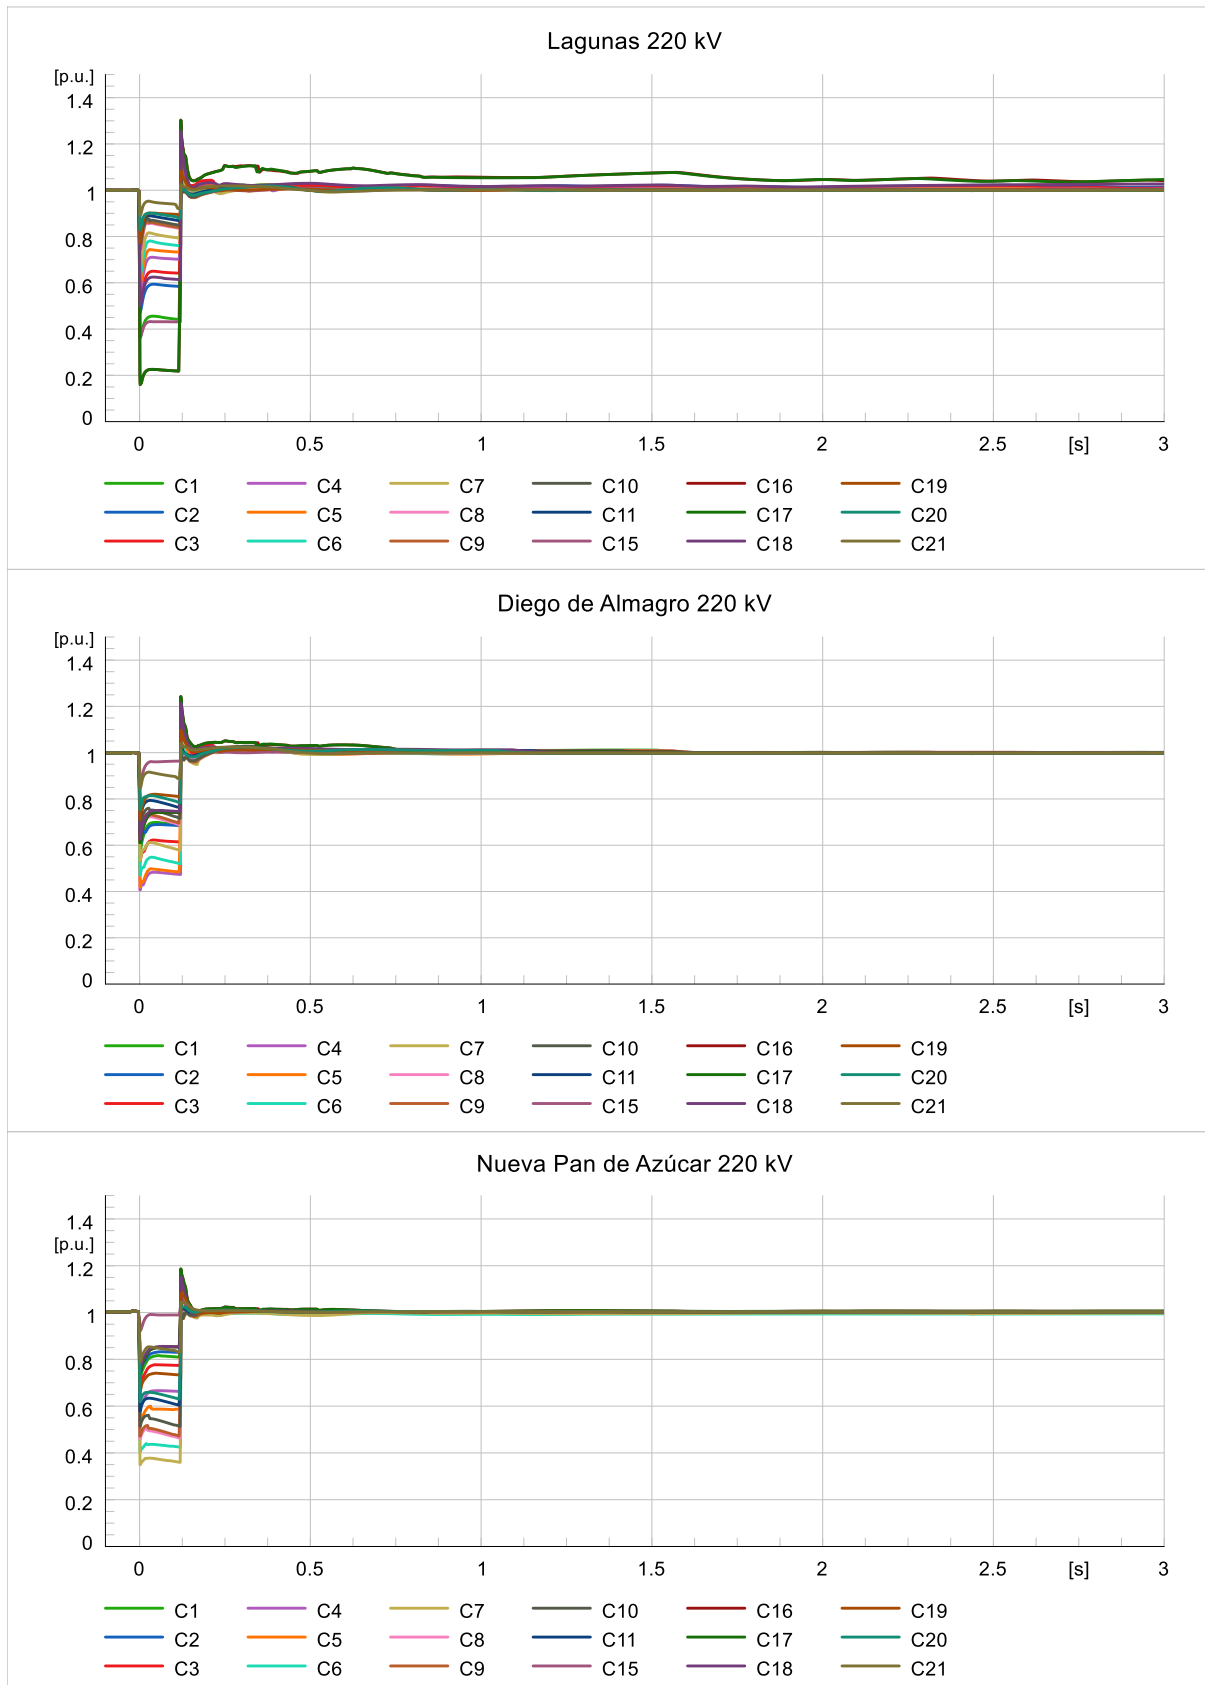 Lagunas 220 kV
[p.u.]
1.4
1.2
1
0.8
0.6
0.4
0.2
0
0 0.5 1 1.5 2 2.5 [s] 3
C1 C4 C7 C10 C16 C19
C2 C5 C8 C11 C17 C20
C3 C6 C9 C15 C18 C21
Diego de Almagro 220 kV
[p.u.]
1.4
1.2
1
0.8
0.6
0.4
0.2
0
0 0.5 1 1.5 2 2.5 [s] 3
C1 C4 C7 C10 C16 C19
C2 C5 C8 C11 C17 C20
C3 C6 C9 C15 C18 C21
Nueva Pan de Azúcar 220 kV
1.4
[p.u.]
1.2
1
0.8
0.6
0.4
0.2
0
0 0.5 1 1.5 2 2.5 [s] 3
C1 C4 C7 C10 C16 C19
C2 C5 C8 C11 C17 C20
C3 C6 C9 C15 C18 C21